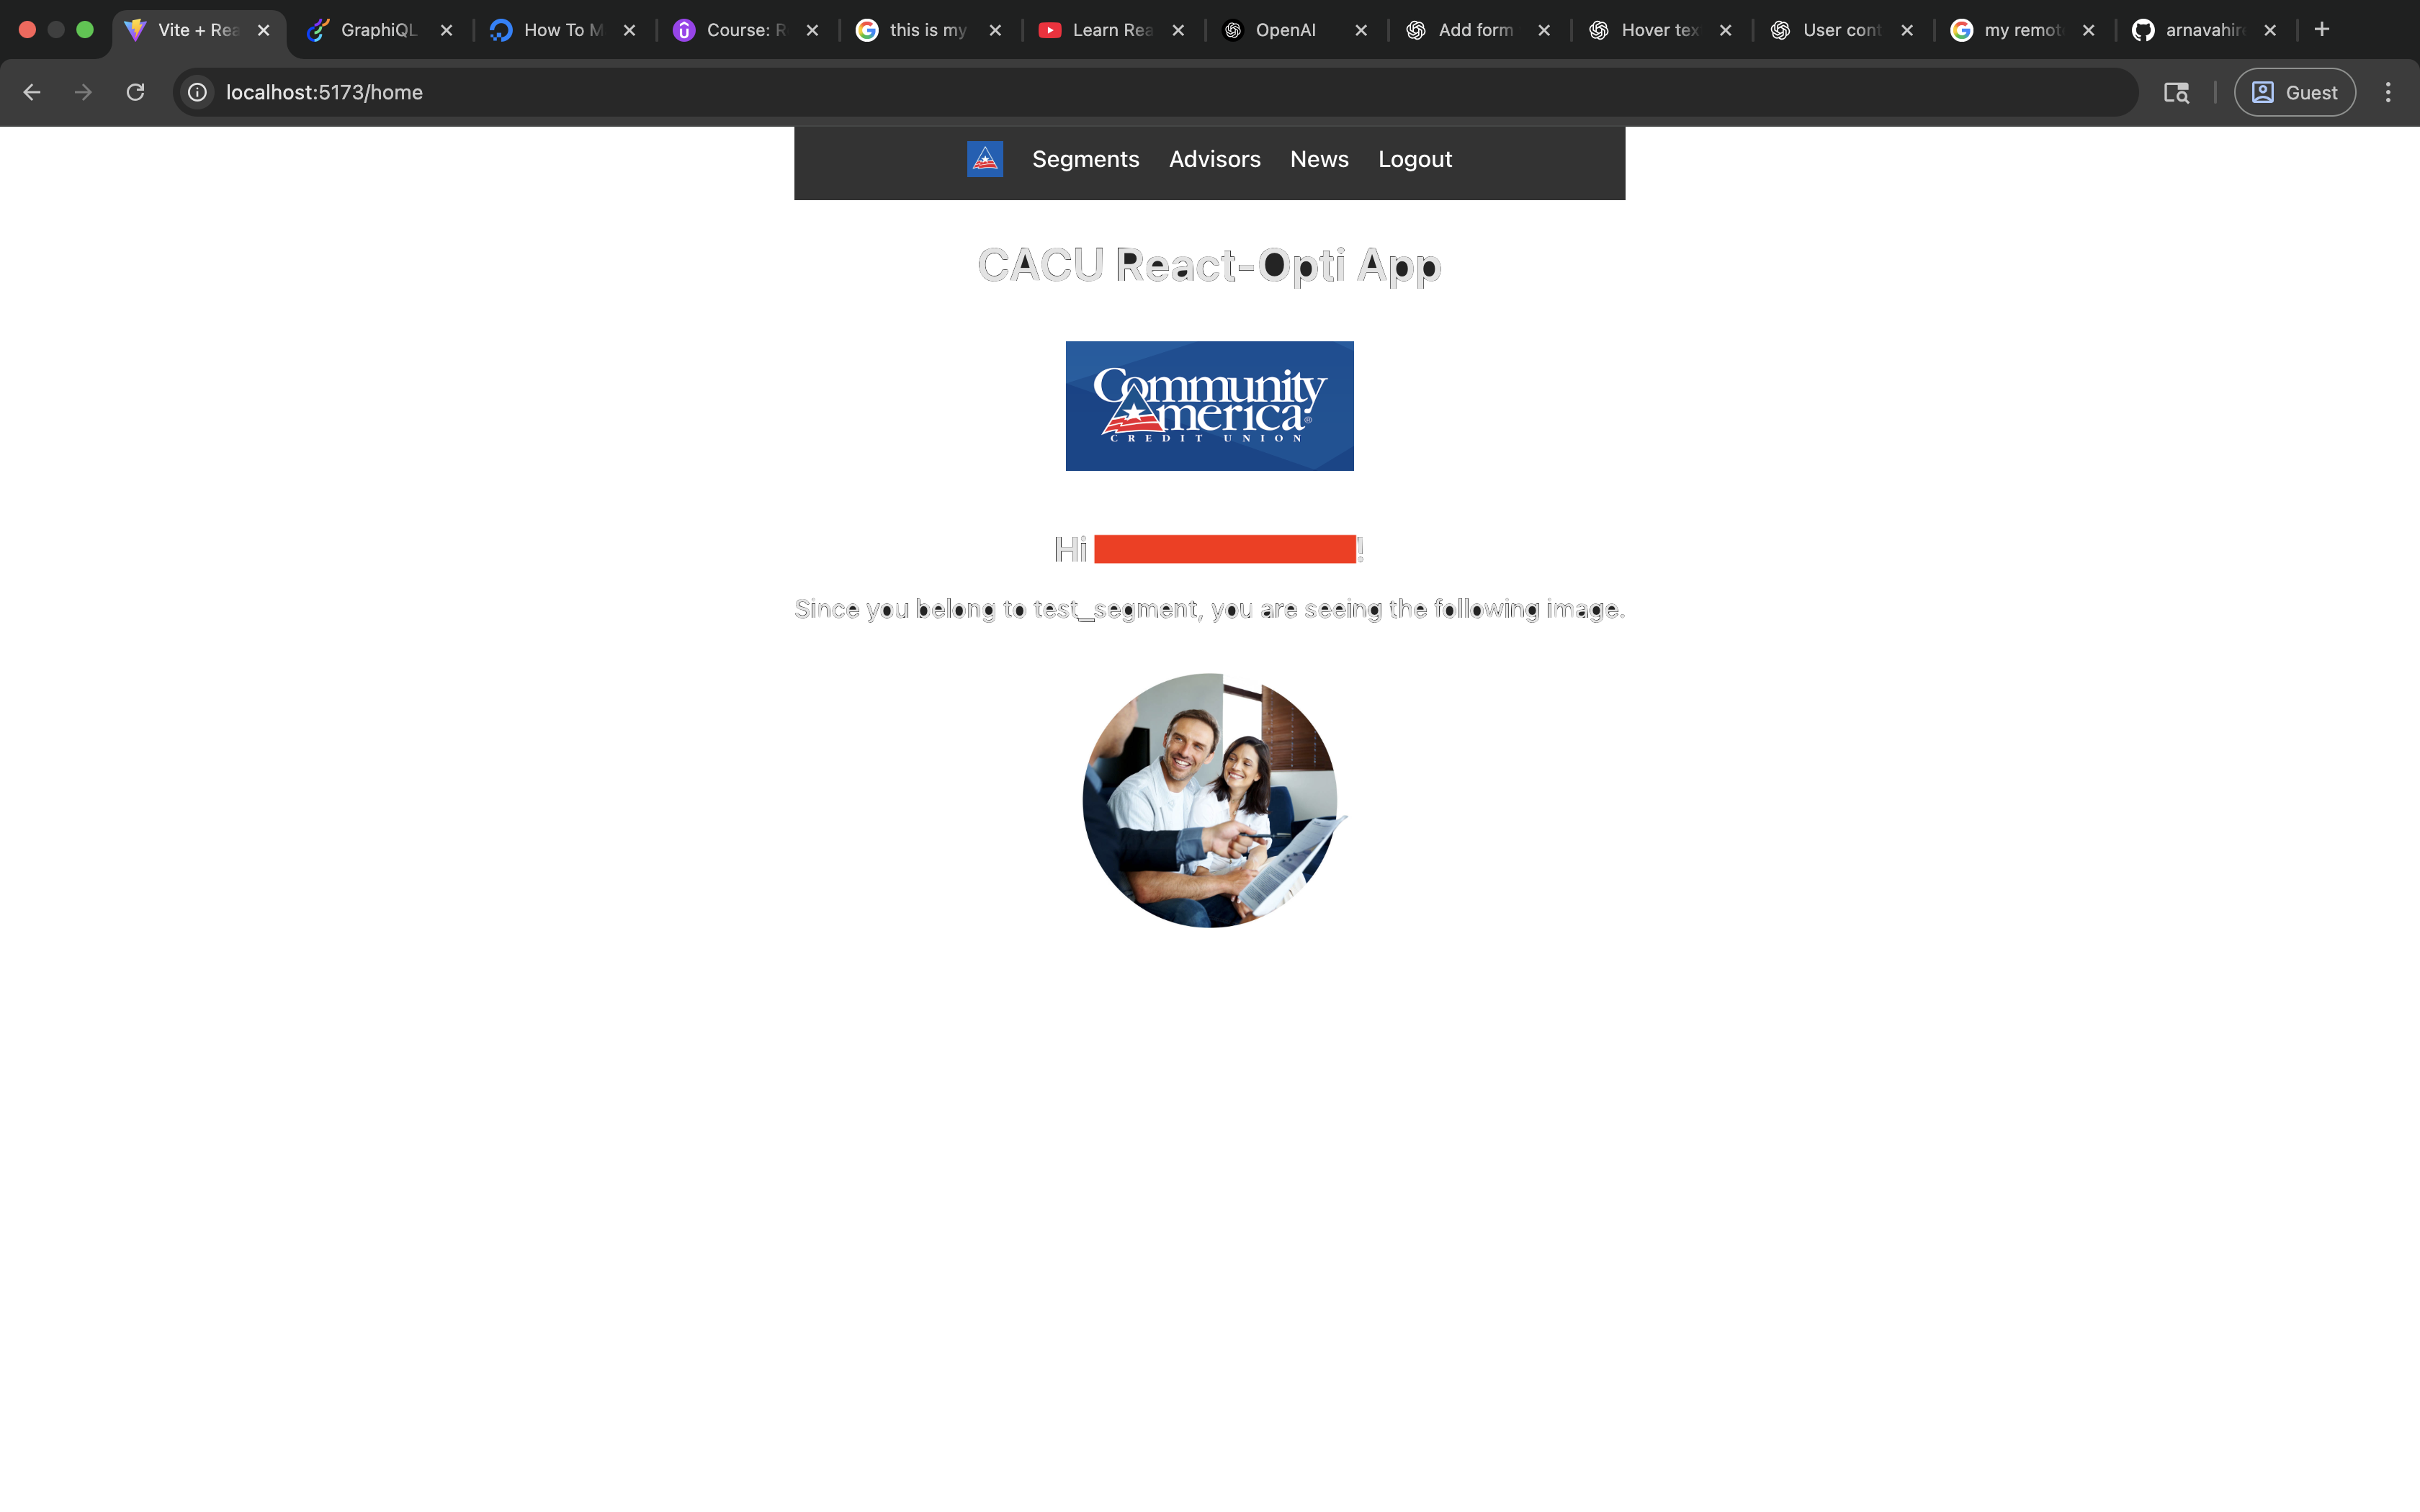 Vite + Rea
GraphiQL
How To M
Course: R
this is my
Learn Rea
OpenAI
Add form
Hover tex
User cont
my remot
arnavahir
localhost:5173/home
Guest
Segments Advisors News Logout
CACU React-Opti App
Community
America®
CREDIT UNION
Hi !
Since you belong to test_segment, you are seeing the following image.